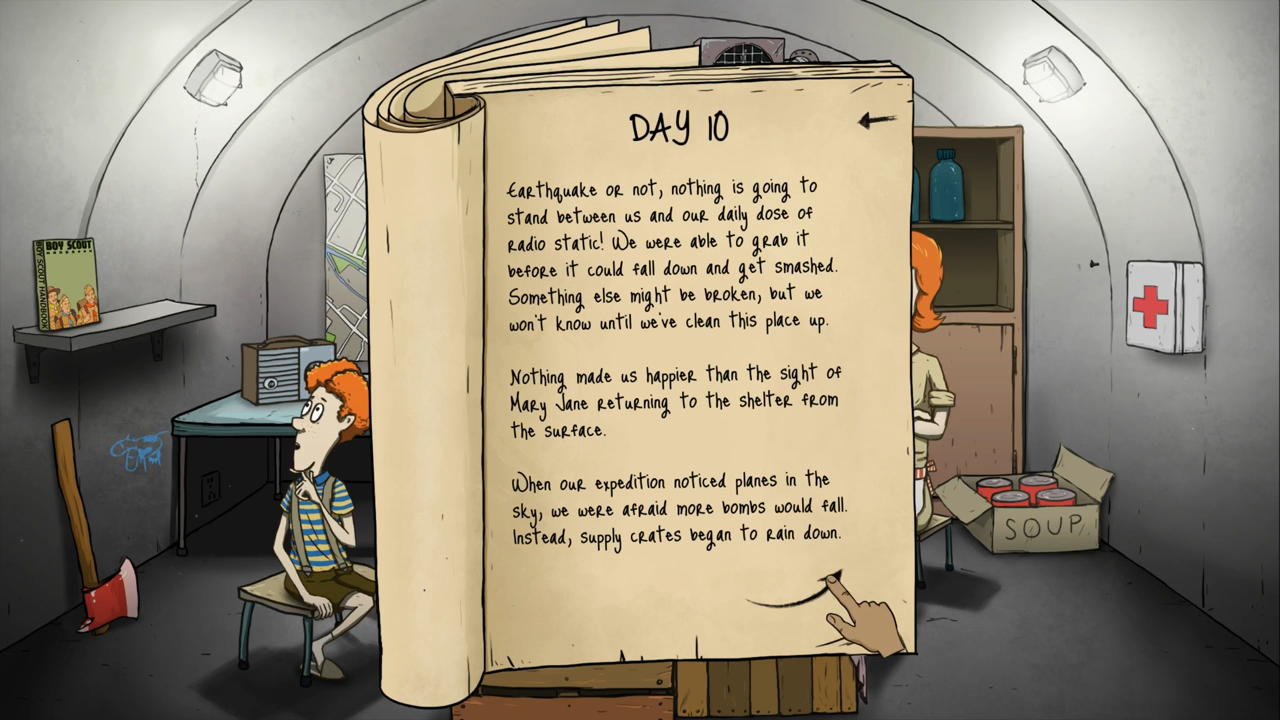 DAY 10
Earthquake or not, nothing is going to
stand between us and our daily dose of
radio static! We were able to grab it
before it could fall down and get smashed.
Something else might be broken, but we
won't know until we've clean this place up.
Nothing made us happier than the sight of
Mary Jane returning to the shelter from
the surface.
When our expedition noticed planes in the
sky, we were afraid more bombs would fall.
Instead, supply crates began to rain down.
BOY SCOUT
BOY SCOUT HANDBOOK
SOUP